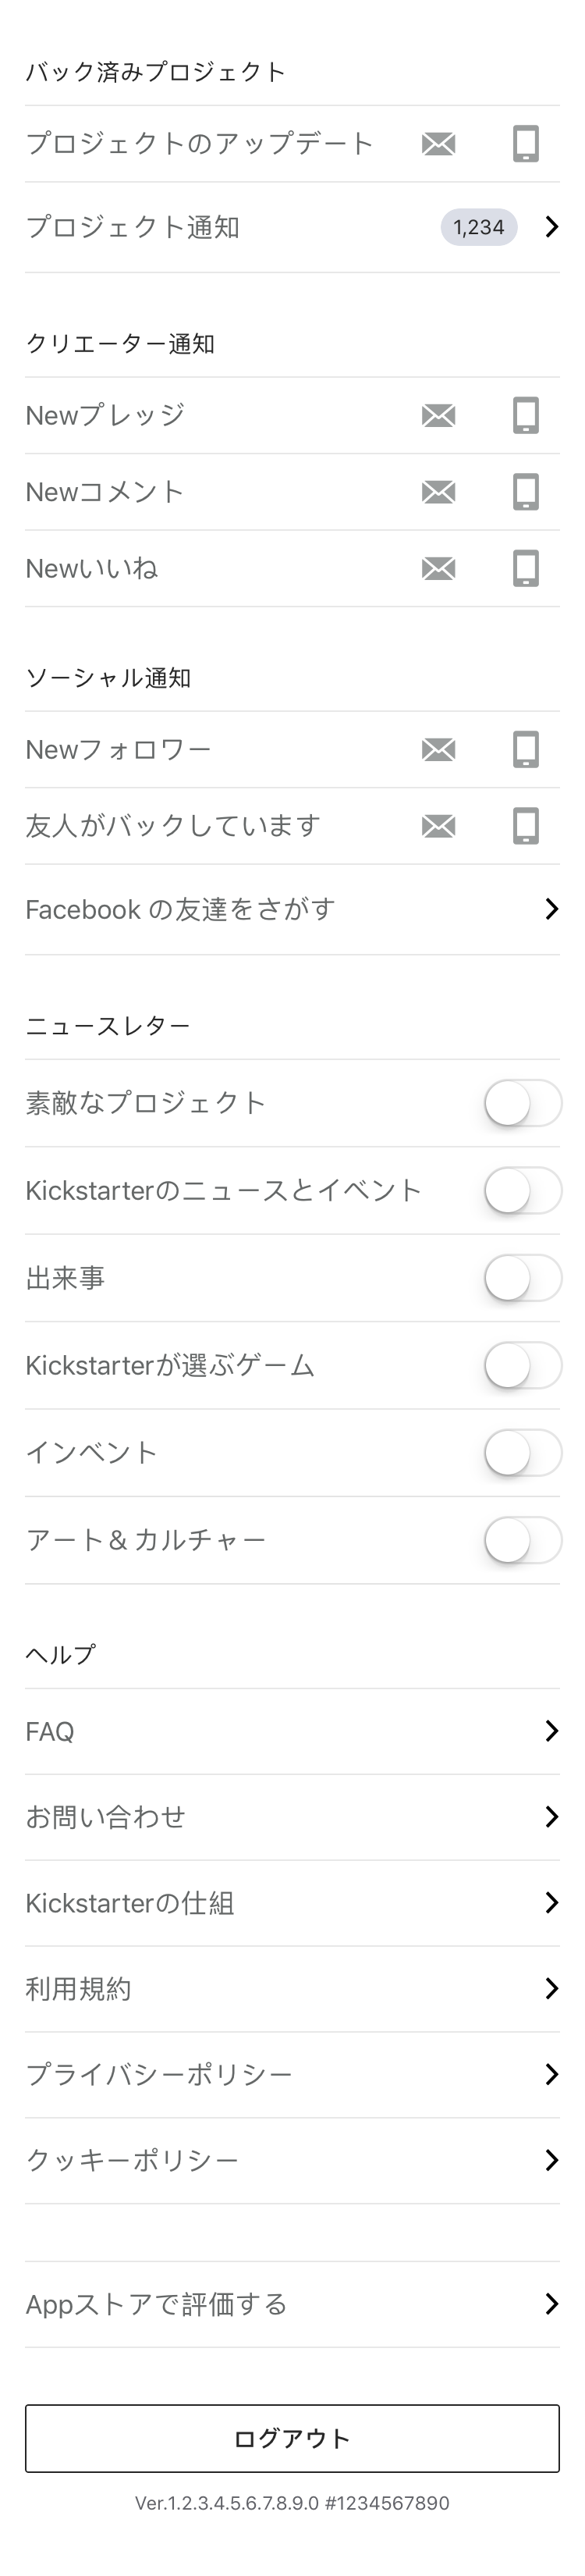 バック済みプロジェクト
プロジェクトのアップデート
プロジェクト通知 1,234
クリエーター通知
Newプレッジ
Newコメント
Newいいね
ソーシャル通知
Newフォロワー
友人がバックしています
Facebook の友達をさがす
ニュースレター
素敵なプロジェクト
Kickstarterのニュースとイベント
出来事
Kickstarterが選ぶゲーム
インベント
アート& カルチャー
ヘルプ
FAQ
お問い合わせ
Kickstarterの仕組
利用規約
プライバシーポリシー
クッキーポリシー
Appストアで評価する
ログアウト
Ver.1.2.3.4.5.6.7.8.9.0 #1234567890